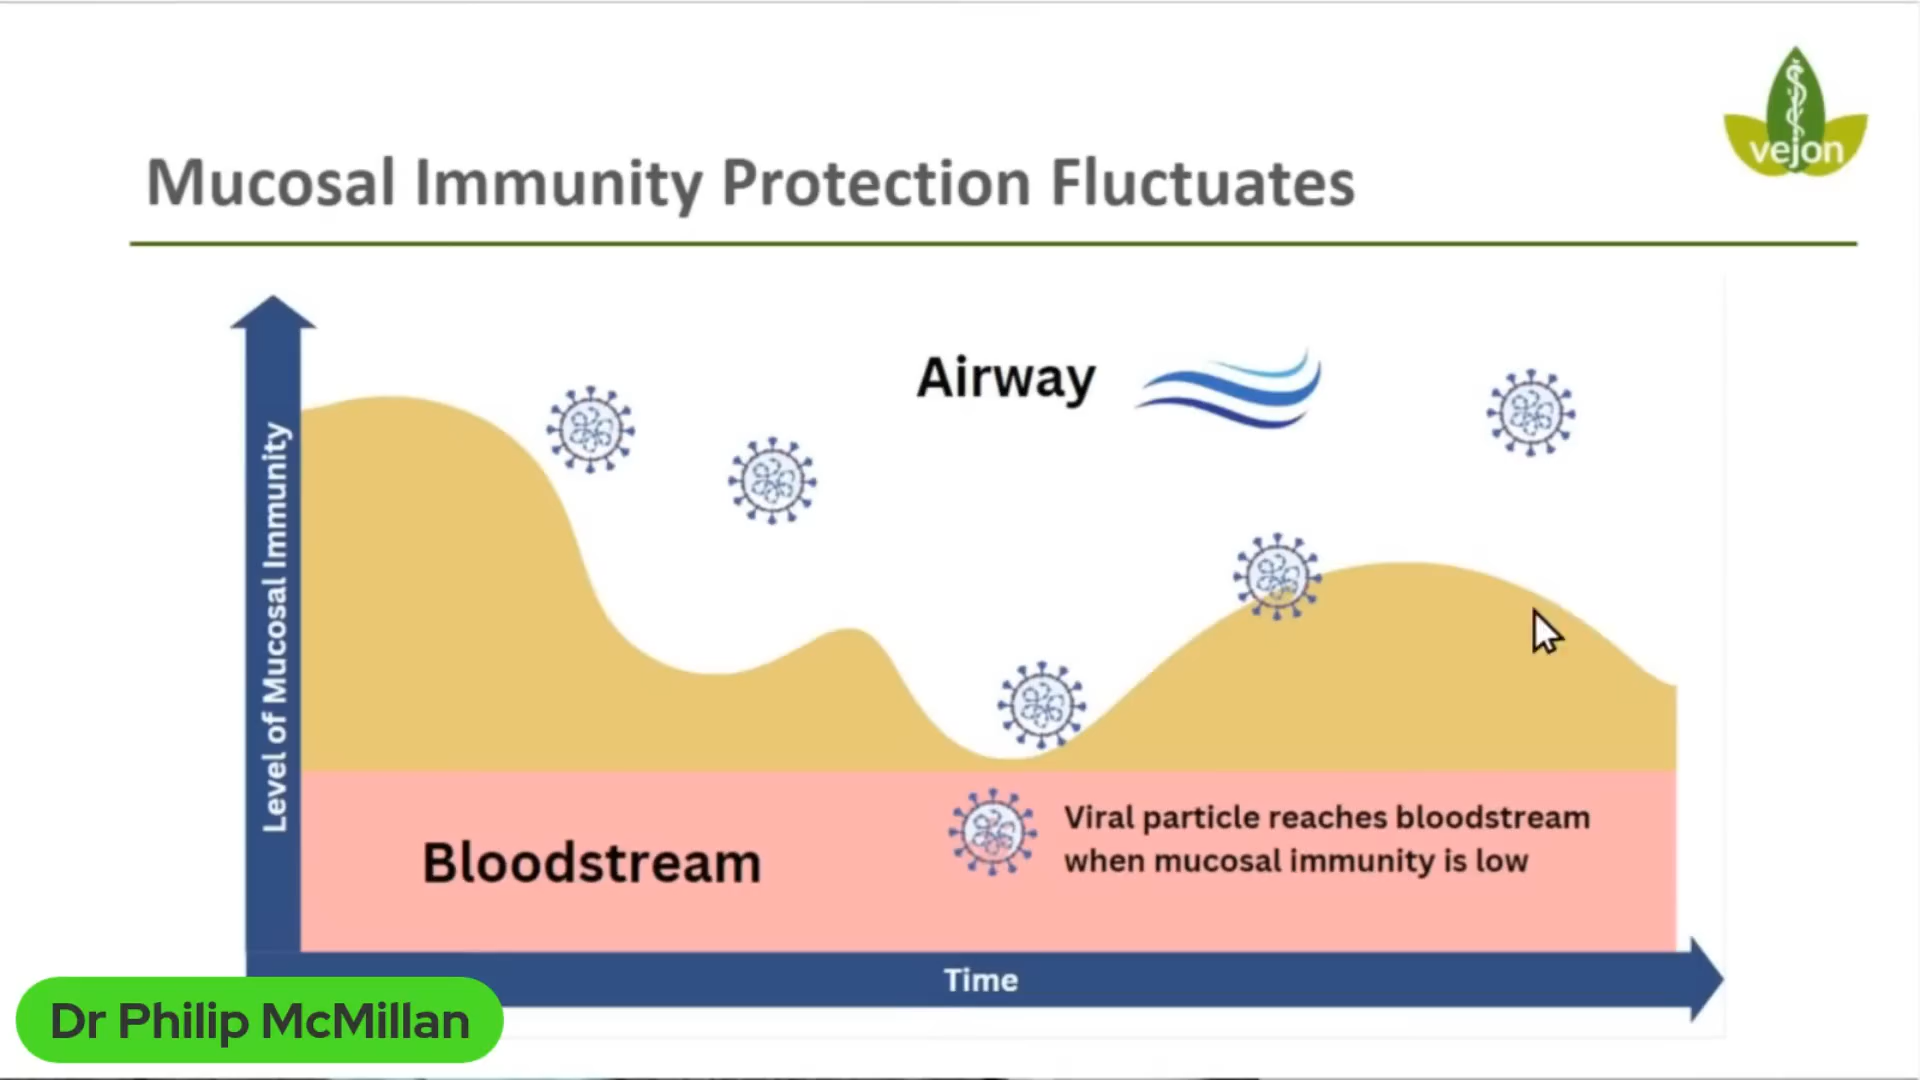 vejon
Mucosal Immunity Protection Fluctuates
Level of Mucosal Immunity
Airway
Bloodstream
Viral particle reaches bloodstream
when mucosal immunity is low
Time
Dr Philip McMillan